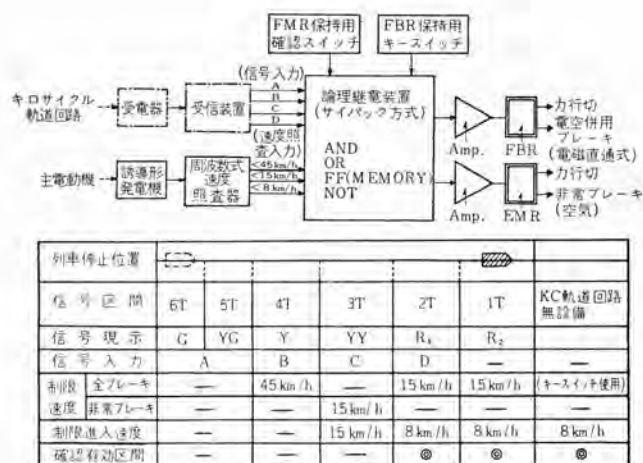 FMR保持用
確認スイッチ
FBR保持用
キースイッチ
(信号入力)
A
B
C
D
キロサイクル
軌道回路
受電器
受信装置
(速度照
査入力)
<45km/h
<15km/h
<8km/h
主電動機
誘導形
発電機
周波数式
速度
照査器
論理継電装置
(サイパック方式)
AND
OR
FF(MEMORY)
NOT
Amp.
FBR
力行切
電空併用
ブレーキ
(電磁直通式)
Amp.
EMR
力行切
非常ブレーキ
(空気)
列車停止位置
信号区間 6T 5T 4T 3T 2T 1T KC軌道回路無設備
信号現示 G YG Y YY R₁ R₂
信号入力 A B C D — —
制限速度 全ブレーキ — 45km/h — 15km/h 15km/h (キースイッチ使用)
非常ブレーキ — — 15km/h — — —
制限進入速度 — — 15km/h 8km/h 8km/h 8km/h
確認有効区間 — — — ◎ ◎ ◎